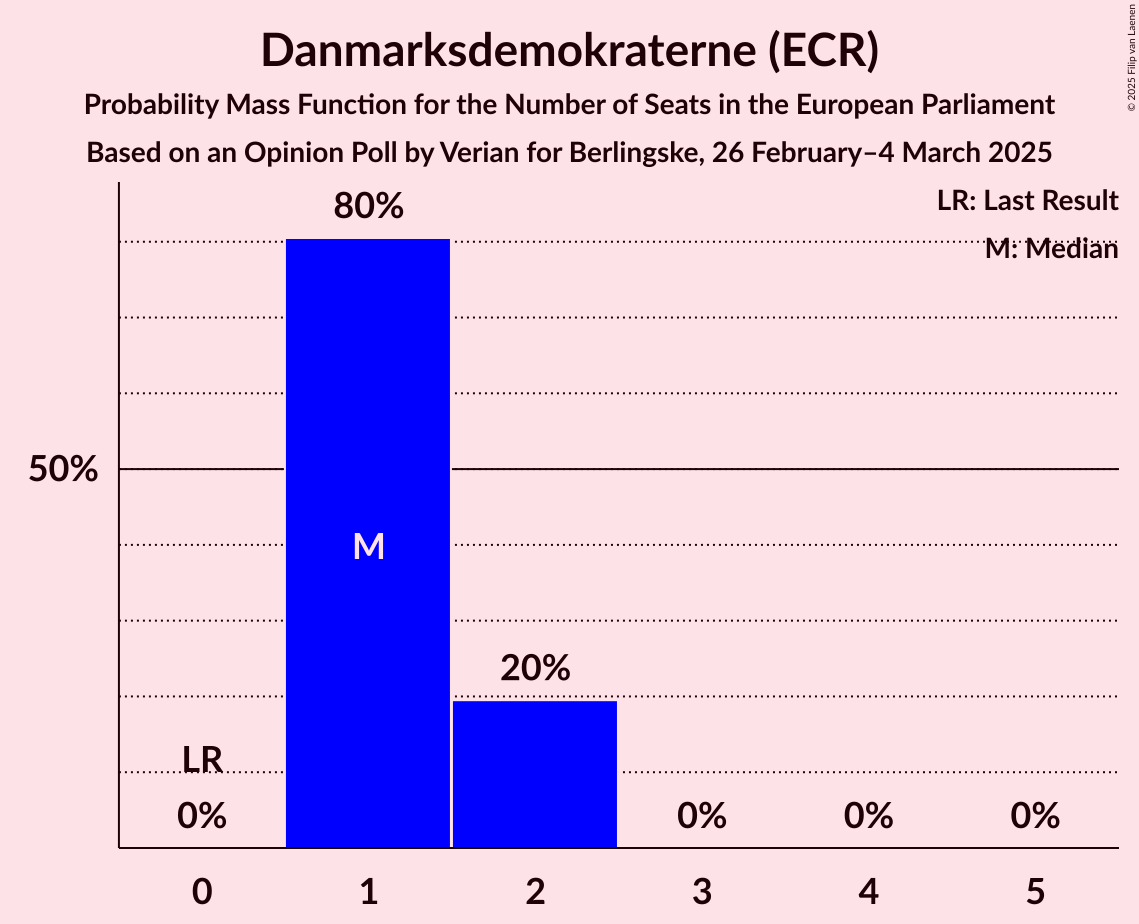 Danmarksdemokraterne (ECR)
Probability Mass Function for the Number of Seats in the European Parliament
Based on an Opinion Poll by Verian for Berlingske, 26 February–4 March 2025
© 2025 Filip van Laenen
LR: Last Result
M: Median
80%
50%
M
20%
LR
0%
0%
0%
0%
0
1
2
3
4
5